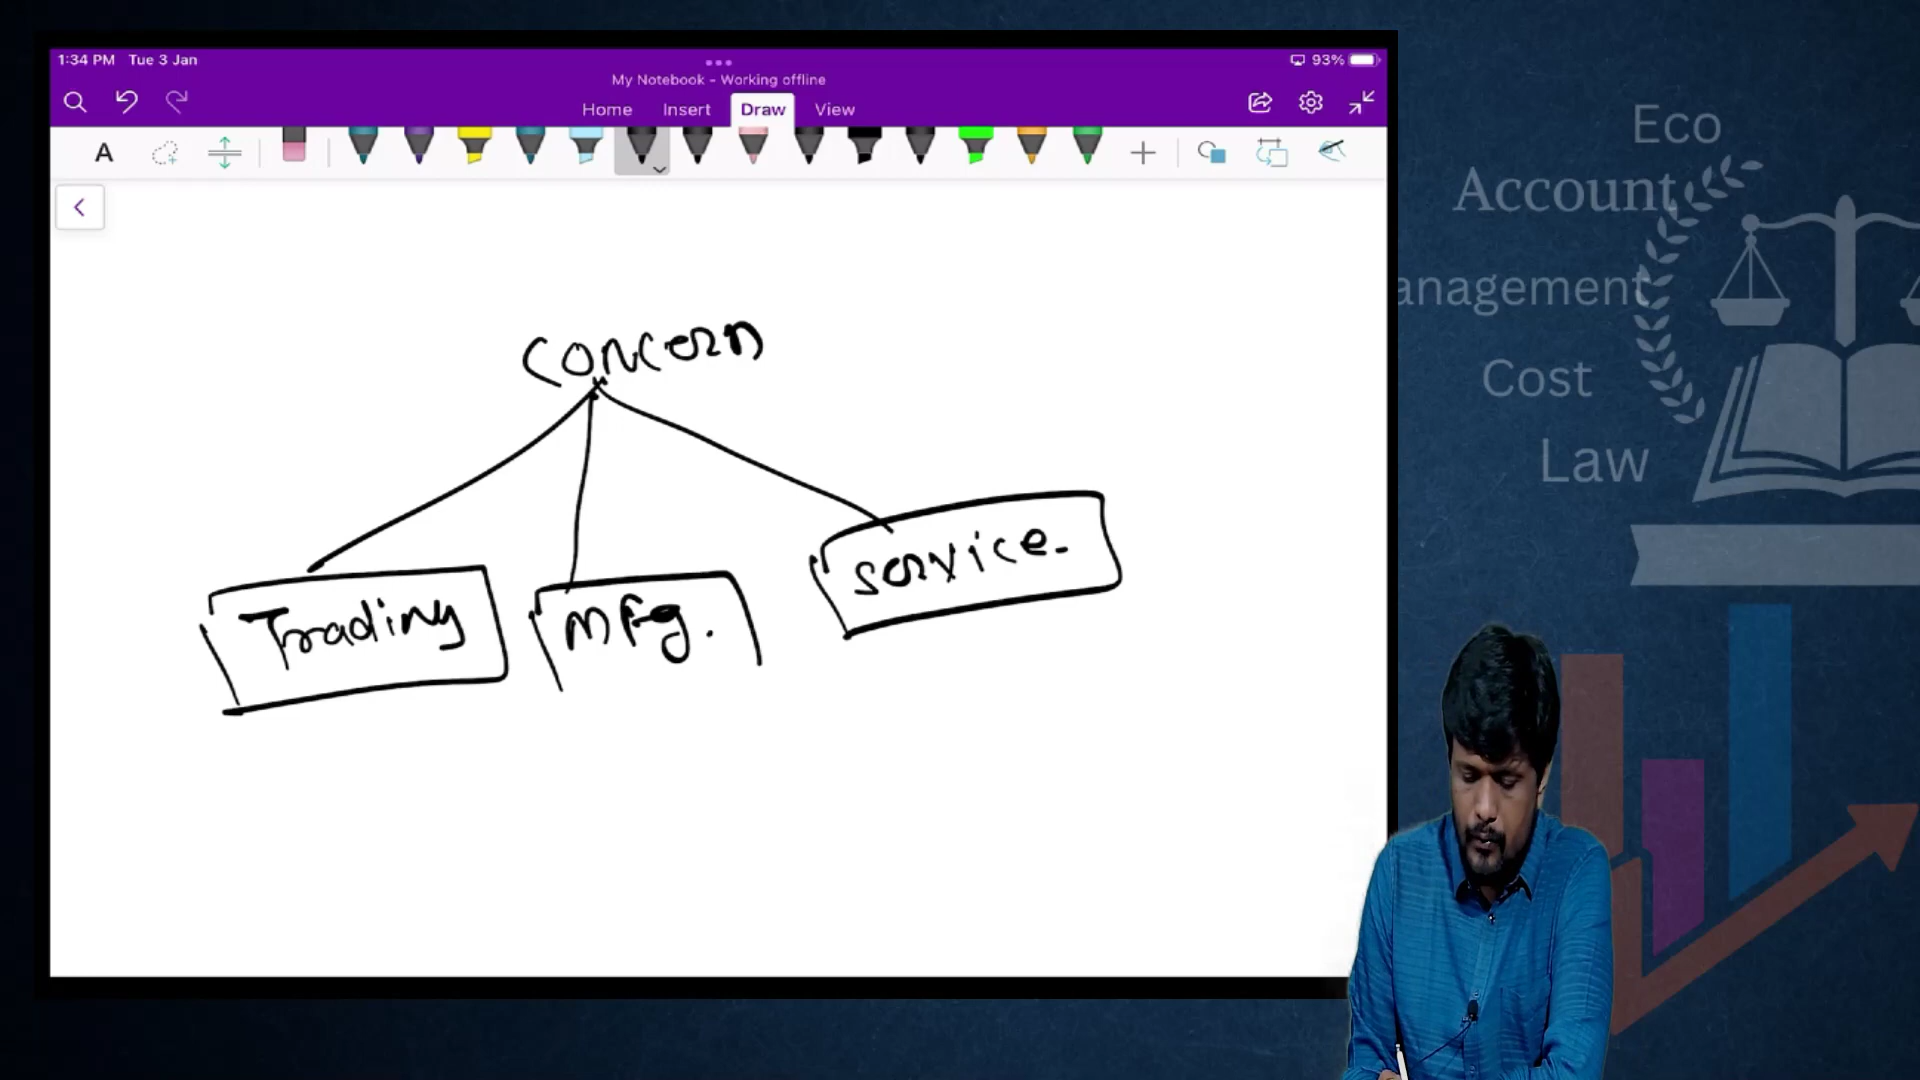 1:34 PM Tue 3 Jan
93%
My Notebook - Working offline
Home Insert Draw View
A
Concern
Trading mfg. service.
Eco
Account
anagement
Cost
Law